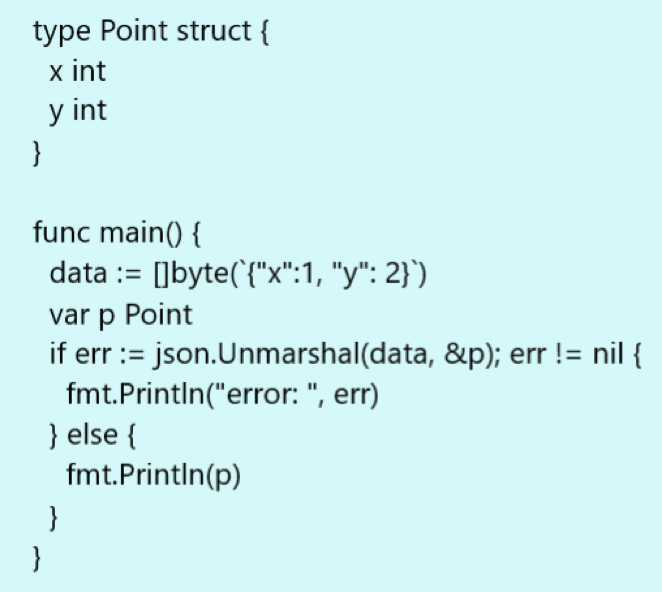 type Point struct {
  x int
  y int
}

func main() {
  data := []byte(`{"x":1, "y": 2}`)
  var p Point
  if err := json.Unmarshal(data, &p); err != nil {
    fmt.Println("error: ", err)
  } else {
    fmt.Println(p)
  }
}